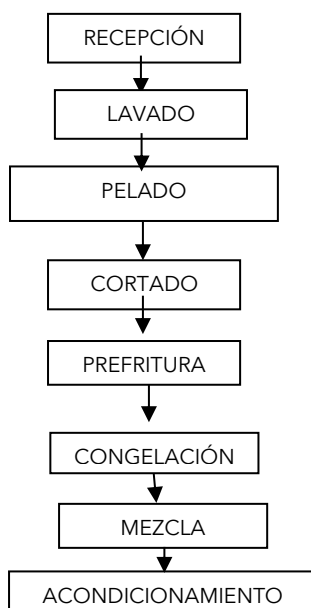 RECEPCIÓN
LAVADO
PELADO
CORTADO
PREFRITURA
CONGELACIÓN
MEZCLA
ACONDICIONAMIENTO